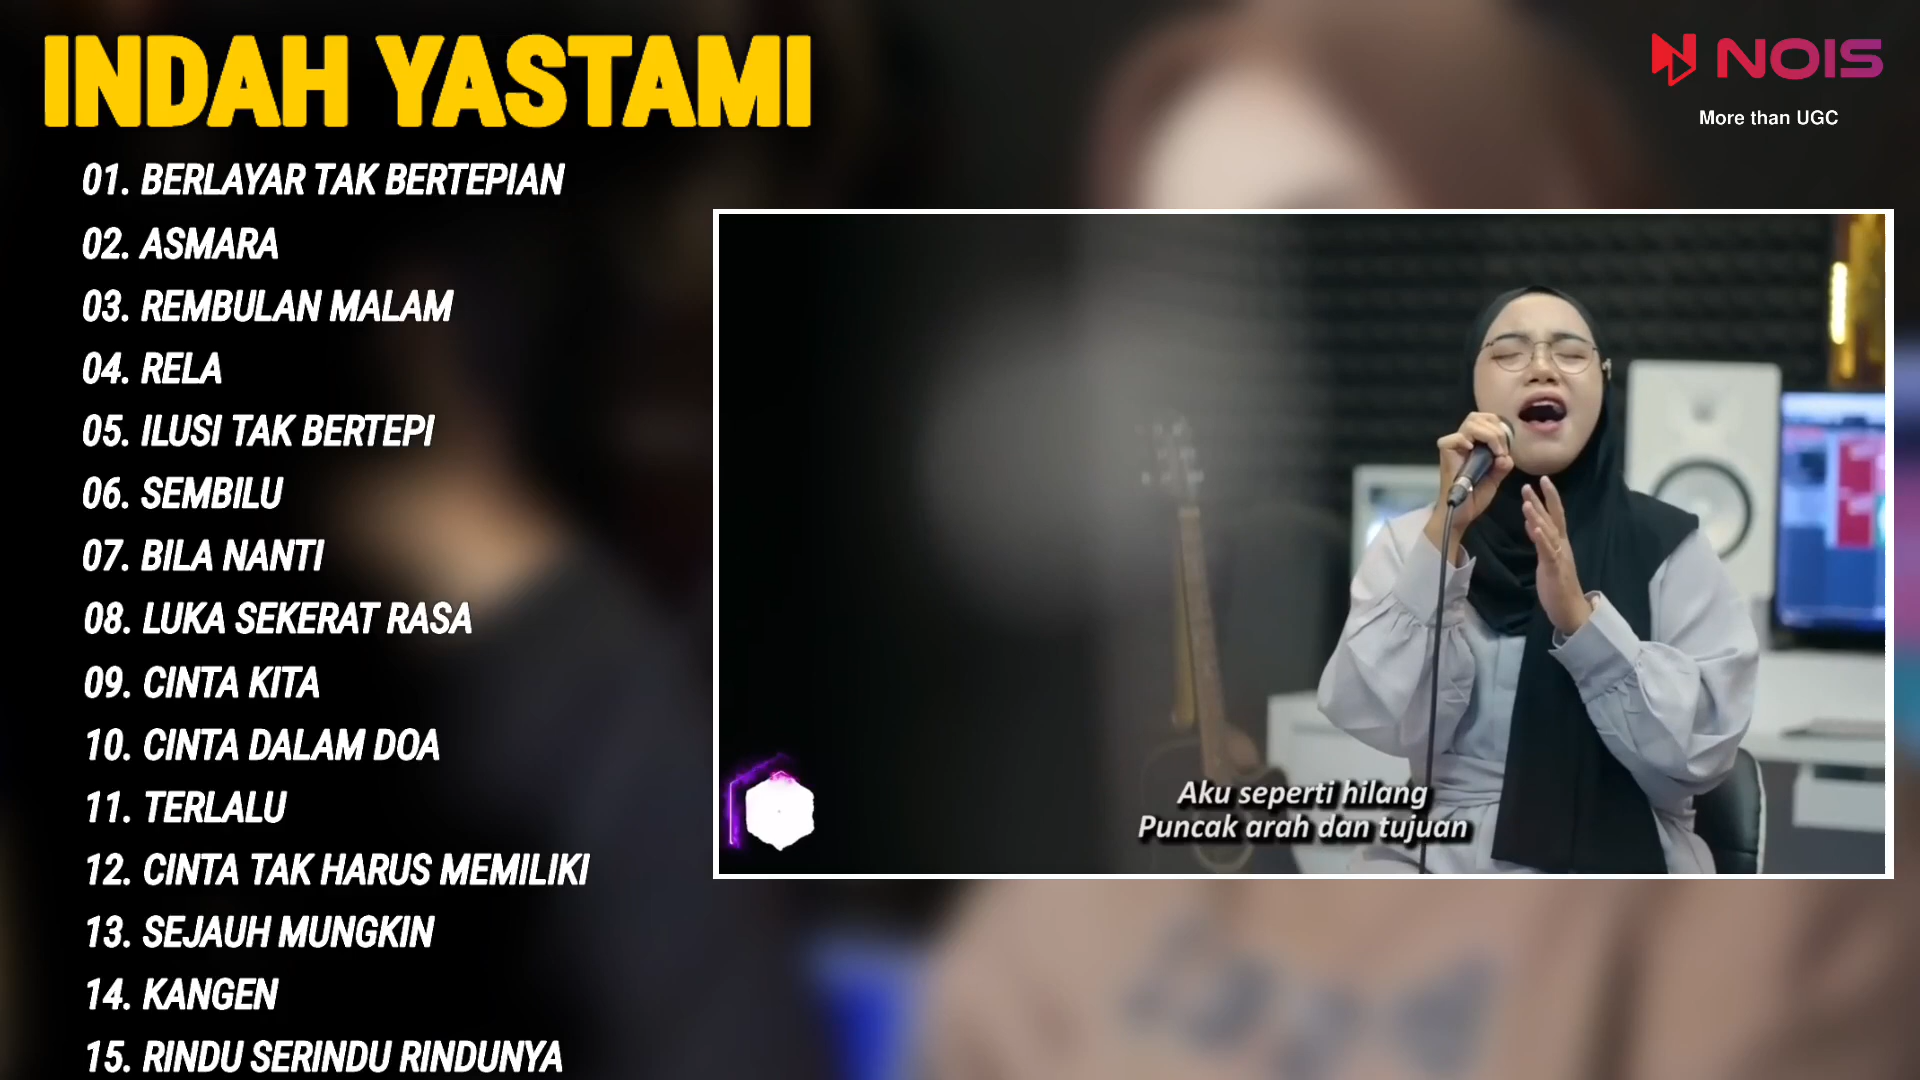 INDAH YASTAMI
NOIS
More than UGC
01. BERLAYAR TAK BERTEPIAN
02. ASMARA
03. REMBULAN MALAM
04. RELA
05. ILUSI TAK BERTEPI
06. SEMBILU
07. BILA NANTI
08. LUKA SEKERAT RASA
09. CINTA KITA
10. CINTA DALAM DOA
11. TERLALU
12. CINTA TAK HARUS MEMILIKI
13. SEJAUH MUNGKIN
14. KANGEN
15. RINDU SERINDU RINDUNYA
Aku seperti hilang
Puncak arah dan tujuan